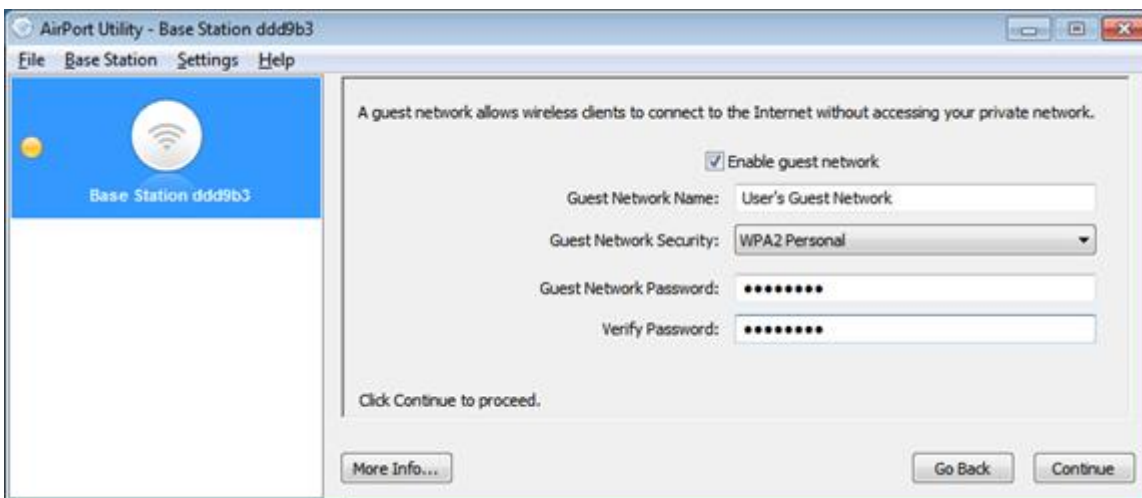 AirPort Utility - Base Station ddd9b3
File Base Station Settings Help
Base Station ddd9b3
A guest network allows wireless clients to connect to the Internet without accessing your private network.
Enable guest network
Guest Network Name: User's Guest Network
Guest Network Security: WPA2 Personal
Guest Network Password: ••••••••
Verify Password: ••••••••
Click Continue to proceed.
More Info... Go Back Continue